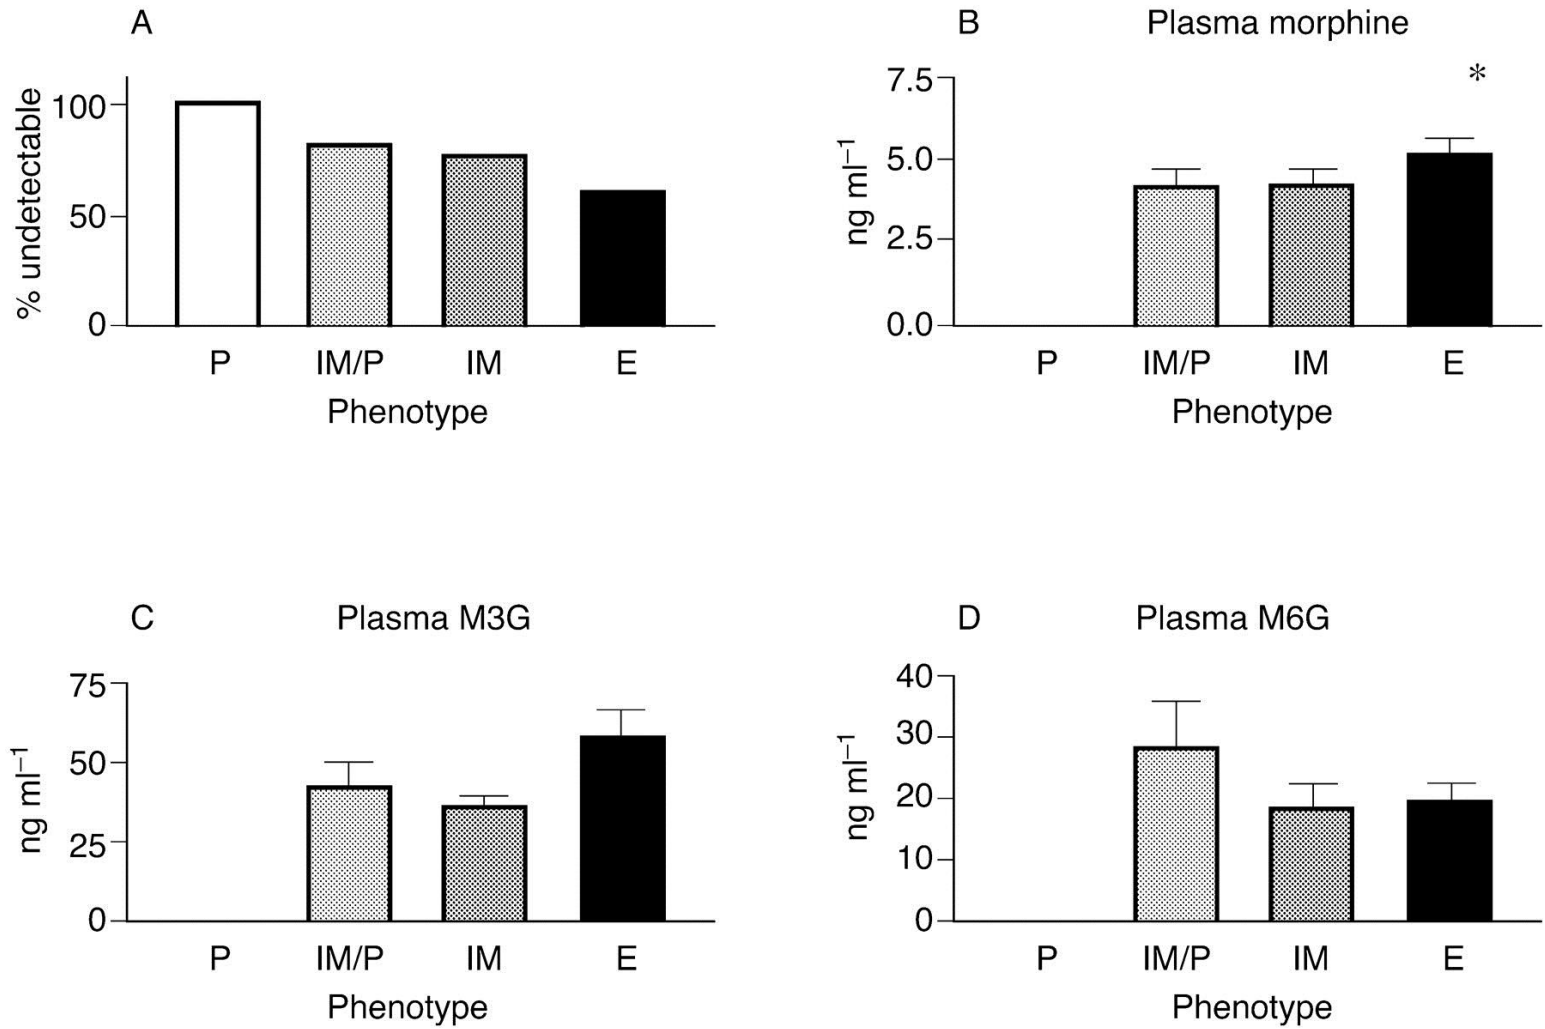 A
% undetectable
100
50
0
P IM/P IM E
Phenotype
B Plasma morphine
*
ng ml⁻¹
7.5
5.0
2.5
0.0
P IM/P IM E
Phenotype
C Plasma M3G
ng ml⁻¹
75
50
25
0
P IM/P IM E
Phenotype
D Plasma M6G
ng ml⁻¹
40
30
20
10
0
P IM/P IM E
Phenotype